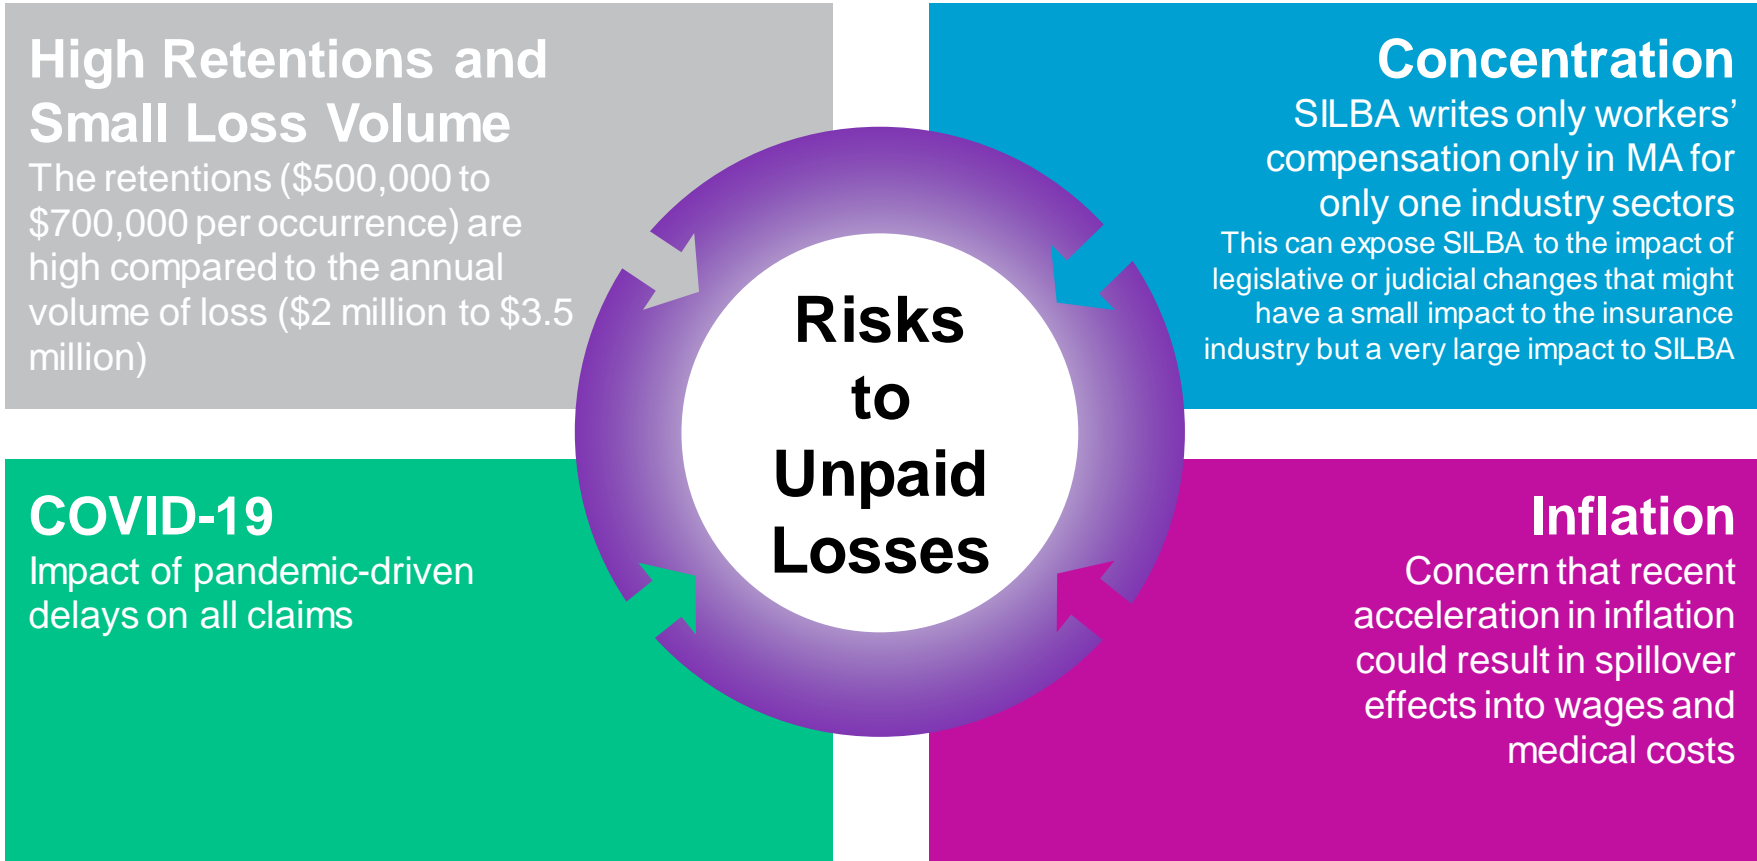 High Retentions and
Small Loss Volume
The retentions ($500,000 to
$700,000 per occurrence) are
high compared to the annual
volume of loss ($2 million to $3.5
million)
Concentration
SILBA writes only workers’
compensation only in MA for
only one industry sectors
This can expose SILBA to the impact of
legislative or judicial changes that might
have a small impact to the insurance
industry but a very large impact to SILBA
Risks
to
Unpaid
Losses
COVID-19
Impact of pandemic-driven
delays on all claims
Inflation
Concern that recent
acceleration in inflation
could result in spillover
effects into wages and
medical costs